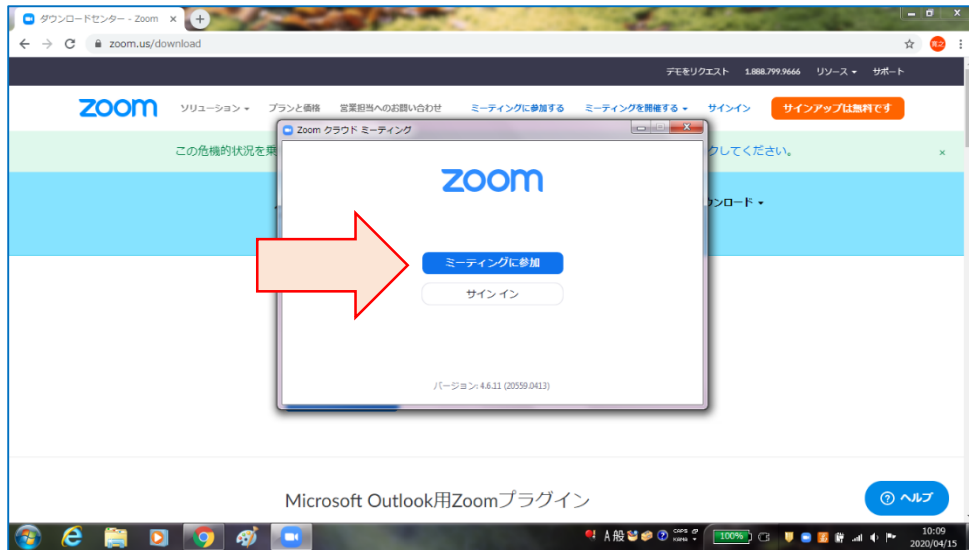 ダウンロードセンター - Zoom
zoom.us/download
寛之
デモをリクエスト 1.888.799.9666 リソース サポート
zoom ソリューション プランと価格 営業担当へのお問い合わせ ミーティングに参加する ミーティングを開催する サインイン サインアップは無料です
Zoom クラウド ミーティング
この危機的状況を乗
クしてください。
zoom
ウンロード
ミーティングに参加
サイン イン
バージョン: 4.6.11 (20559.0413)
Microsoft Outlook用Zoomプラグイン
ヘルプ
A 般 CAPS KANA 100% 10:09
2020/04/15